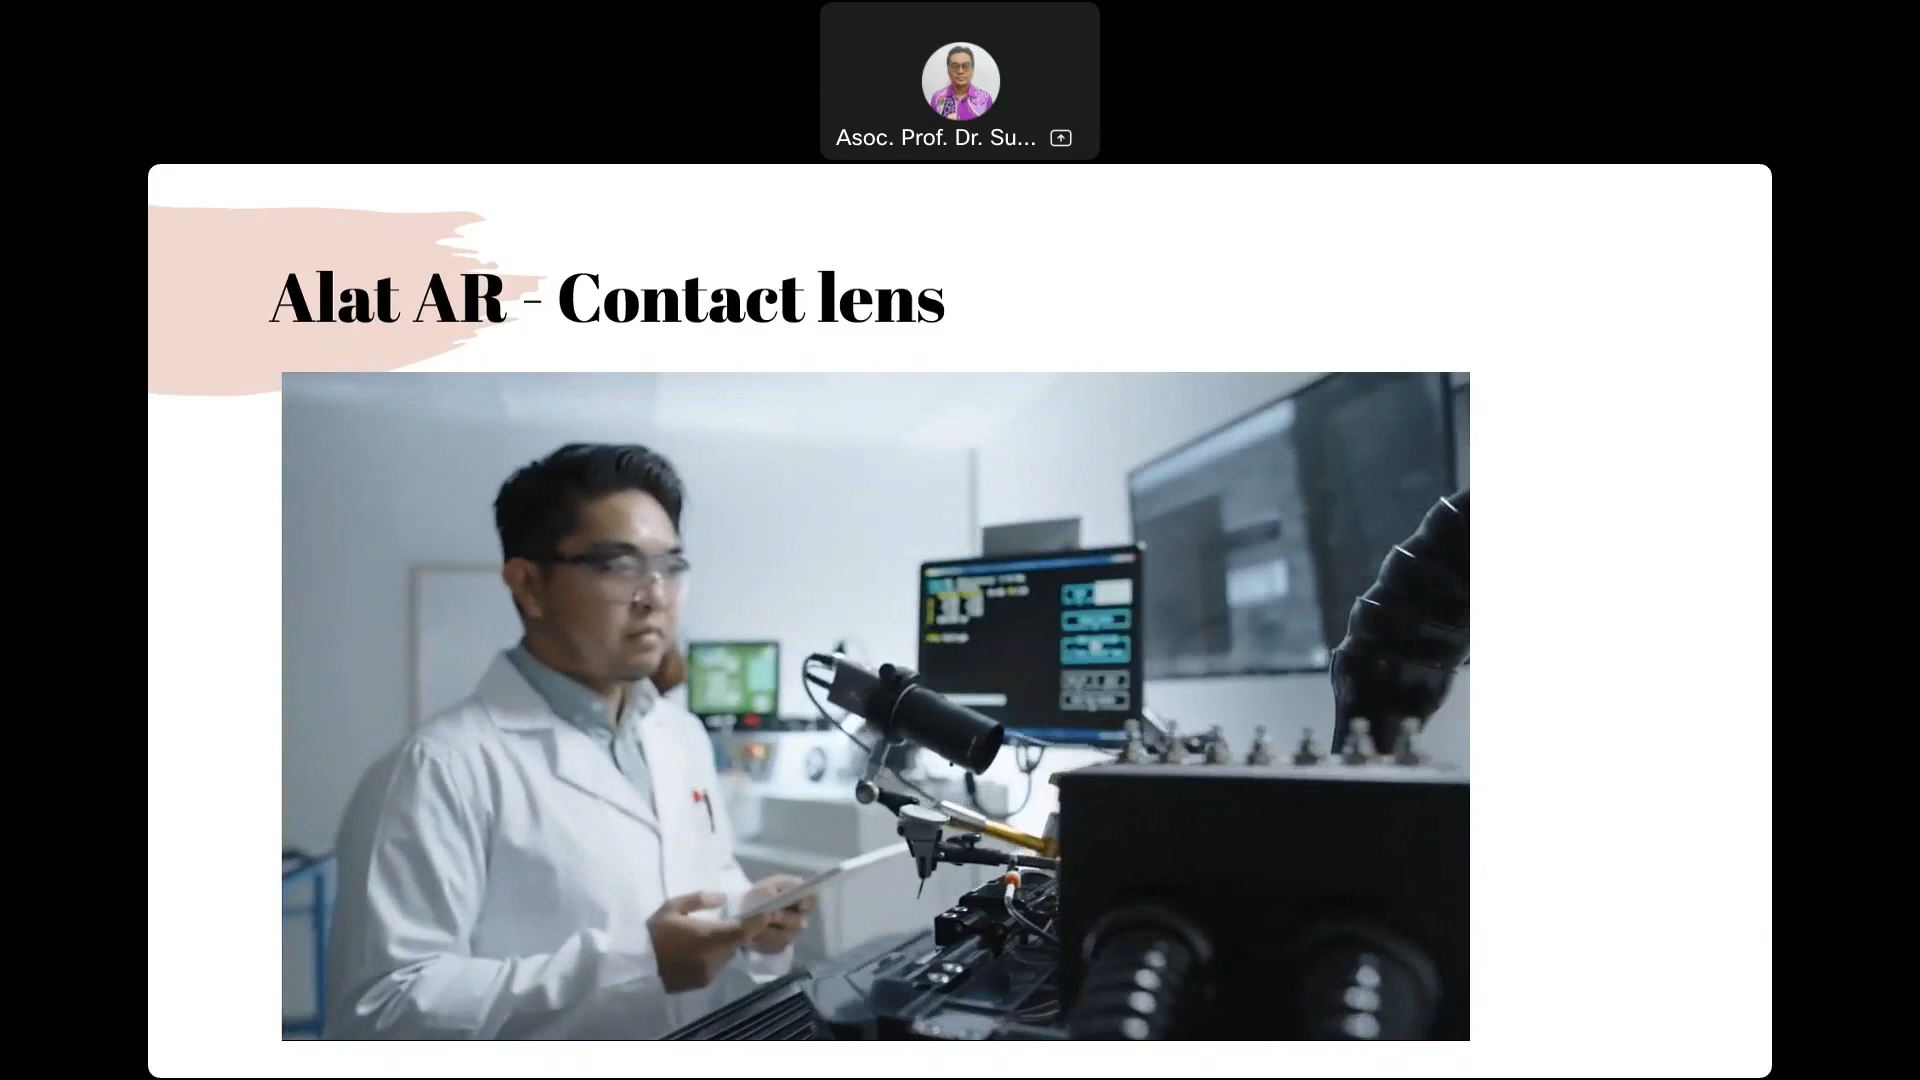 Asoc. Prof. Dr. Su...
Alat AR - Contact lens